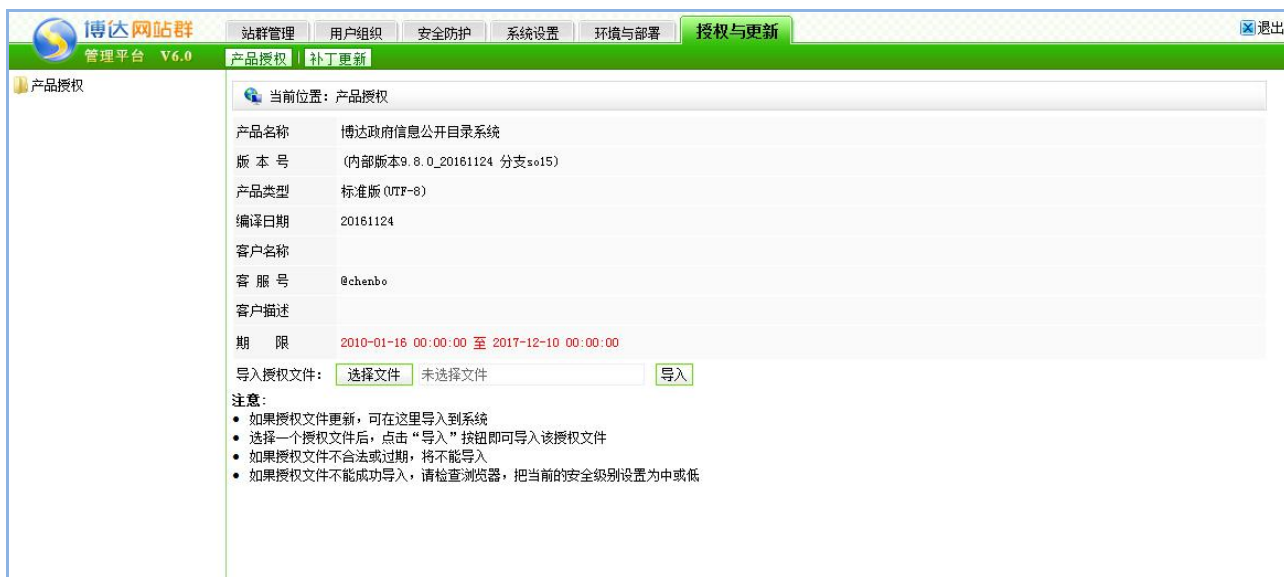 博达网站群
管理平台 V6.0
站群管理 用户组织 安全防护 系统设置 环境与部署 授权与更新
退出
产品授权 补丁更新
产品授权
当前位置：产品授权
产品名称 博达政府信息公开目录系统
版 本 号 (内部版本9.8.0_20161124 分支so15)
产品类型 标准版(UTF-8)
编译日期 20161124
客户名称
客 服 号 @chenbo
客户描述
期 限 2010-01-16 00:00:00 至 2017-12-10 00:00:00
导入授权文件： 选择文件 未选择文件 导入
注意：
• 如果授权文件更新，可在这里导入到系统
• 选择一个授权文件后，点击“导入”按钮即可导入该授权文件
• 如果授权文件不合法或过期，将不能导入
• 如果授权文件不能成功导入，请检查浏览器，把当前的安全级别设置为中或低